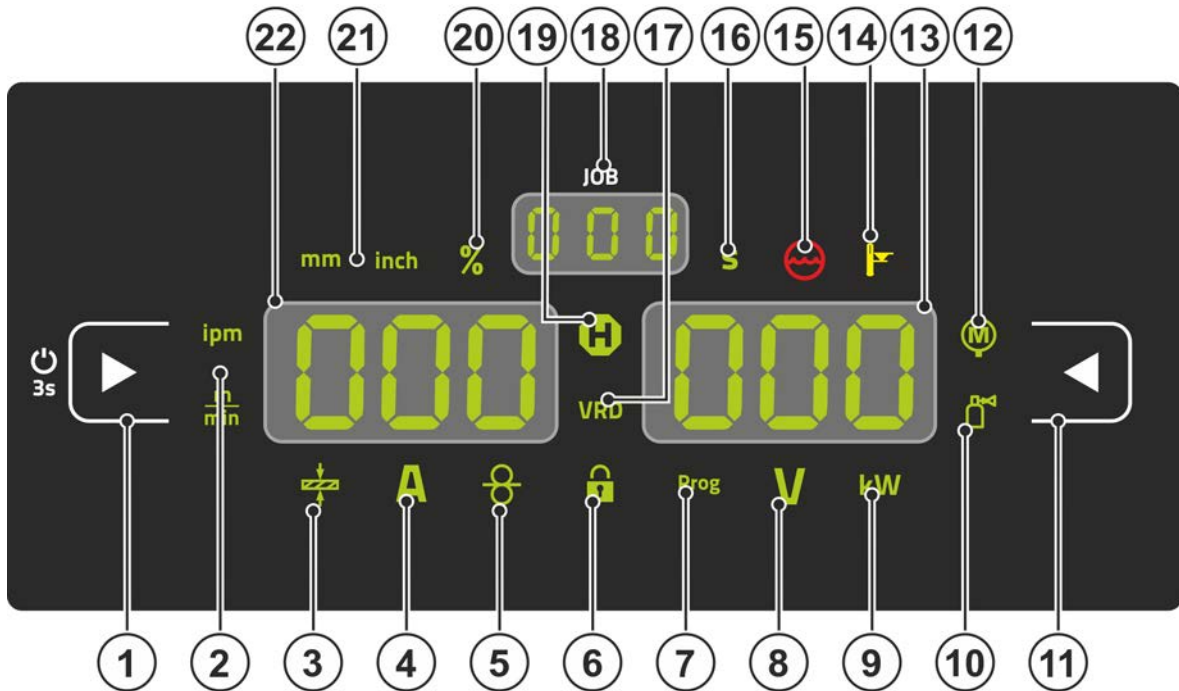 22 21 20 19 18 17 16 15 14 13 12
JOB
000
mm inch % s
ipm H M
3s 000 000
m
min VRD
A Prog V kW
1 2 3 4 5 6 7 8 9 10 11